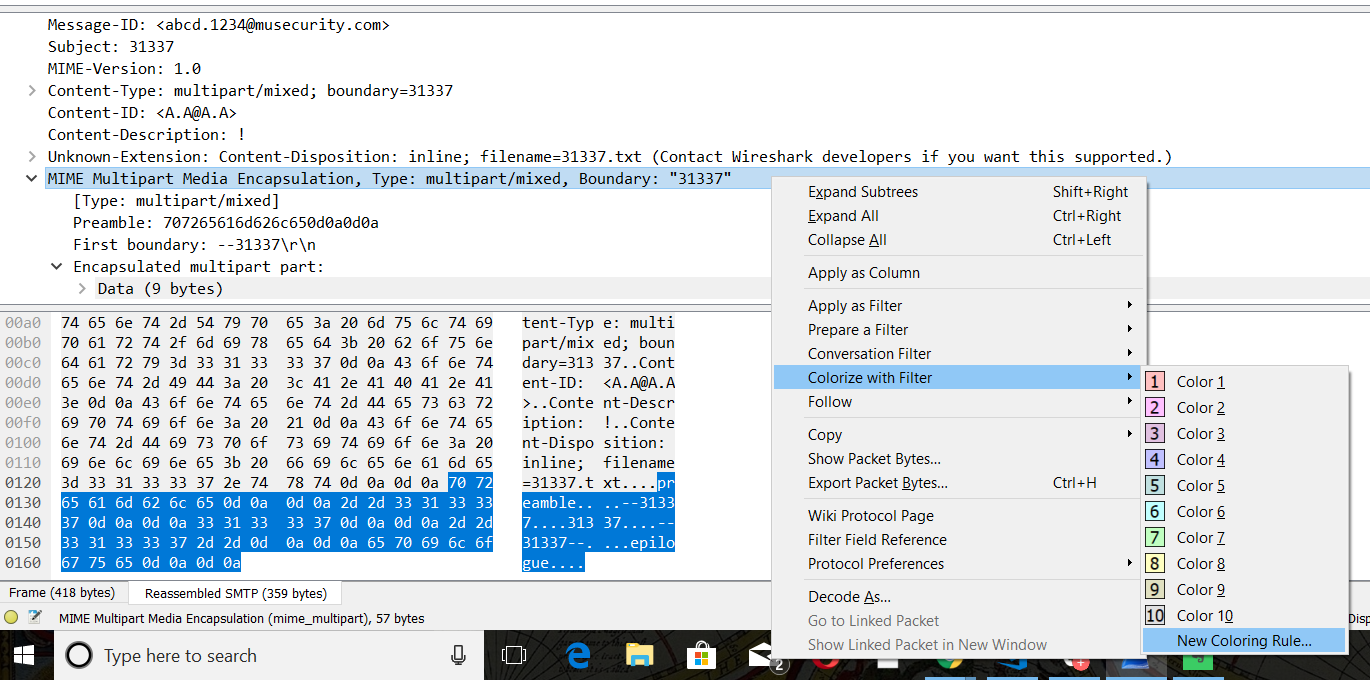 Message-ID: <abcd.1234@musecurity.com>
Subject: 31337
MIME-Version: 1.0
Content-Type: multipart/mixed; boundary=31337
Content-ID: <A.A@A.A>
Content-Description: !
Unknown-Extension: Content-Disposition: inline; filename=31337.txt (Contact Wireshark developers if you want this supported.)
MIME Multipart Media Encapsulation, Type: multipart/mixed, Boundary: "31337"
[Type: multipart/mixed]
Preamble: 707265616d626c650d0a0d0a
First boundary: --31337\r\n
Encapsulated multipart part:
Data (9 bytes)
00a0 74 65 6e 74 2d 54 79 70 65 3a 20 6d 75 6c 74 69 tent-Typ e: multi
00b0 70 61 72 74 2f 6d 69 78 65 64 3b 20 62 6f 75 6e part/mix ed; boun
00c0 64 61 72 79 3d 33 31 33 33 37 0d 0a 43 6f 6e 74 dary=313 37..Cont
00d0 65 6e 74 2d 49 44 3a 20 3c 41 2e 41 40 41 2e 41 ent-ID: <A.A@A.A
00e0 3e 0d 0a 43 6f 6e 74 65 6e 74 2d 44 65 73 63 72 >..Conte nt-Descr
00f0 69 70 74 69 6f 6e 3a 20 21 0d 0a 43 6f 6e 74 65 iption: !..Conte
0100 6e 74 2d 44 69 73 70 6f 73 69 74 69 6f 6e 3a 20 nt-Dispo sition:
0110 69 6e 6c 69 6e 65 3b 20 66 69 6c 65 6e 61 6d 65 inline; filename
0120 3d 33 31 33 33 37 2e 74 78 74 0d 0a 0d 0a 70 72 =31337.t xt....pr
0130 65 61 6d 62 6c 65 0d 0a 0d 0a 2d 2d 33 31 33 33 eamble.. ..--3133
0140 37 0d 0a 0d 0a 33 31 33 33 37 0d 0a 0d 0a 2d 2d 7....313 37....--
0150 33 31 33 33 37 2d 2d 0d 0a 0d 0a 65 70 69 6c 6f 31337--. ...epilo
0160 67 75 65 0d 0a 0d 0a gue....
Frame (418 bytes) Reassembled SMTP (359 bytes)
MIME Multipart Media Encapsulation (mime_multipart), 57 bytes
Expand Subtrees Shift+Right
Expand All Ctrl+Right
Collapse All Ctrl+Left
Apply as Column
Apply as Filter
Prepare a Filter
Conversation Filter
Colorize with Filter
Follow
Copy
Show Packet Bytes...
Export Packet Bytes... Ctrl+H
Wiki Protocol Page
Filter Field Reference
Protocol Preferences
Decode As...
Go to Linked Packet
Show Linked Packet in New Window
1 Color 1
2 Color 2
3 Color 3
4 Color 4
5 Color 5
6 Color 6
7 Color 7
8 Color 8
9 Color 9
10 Color 10
New Coloring Rule...
Disp
Type here to search
2